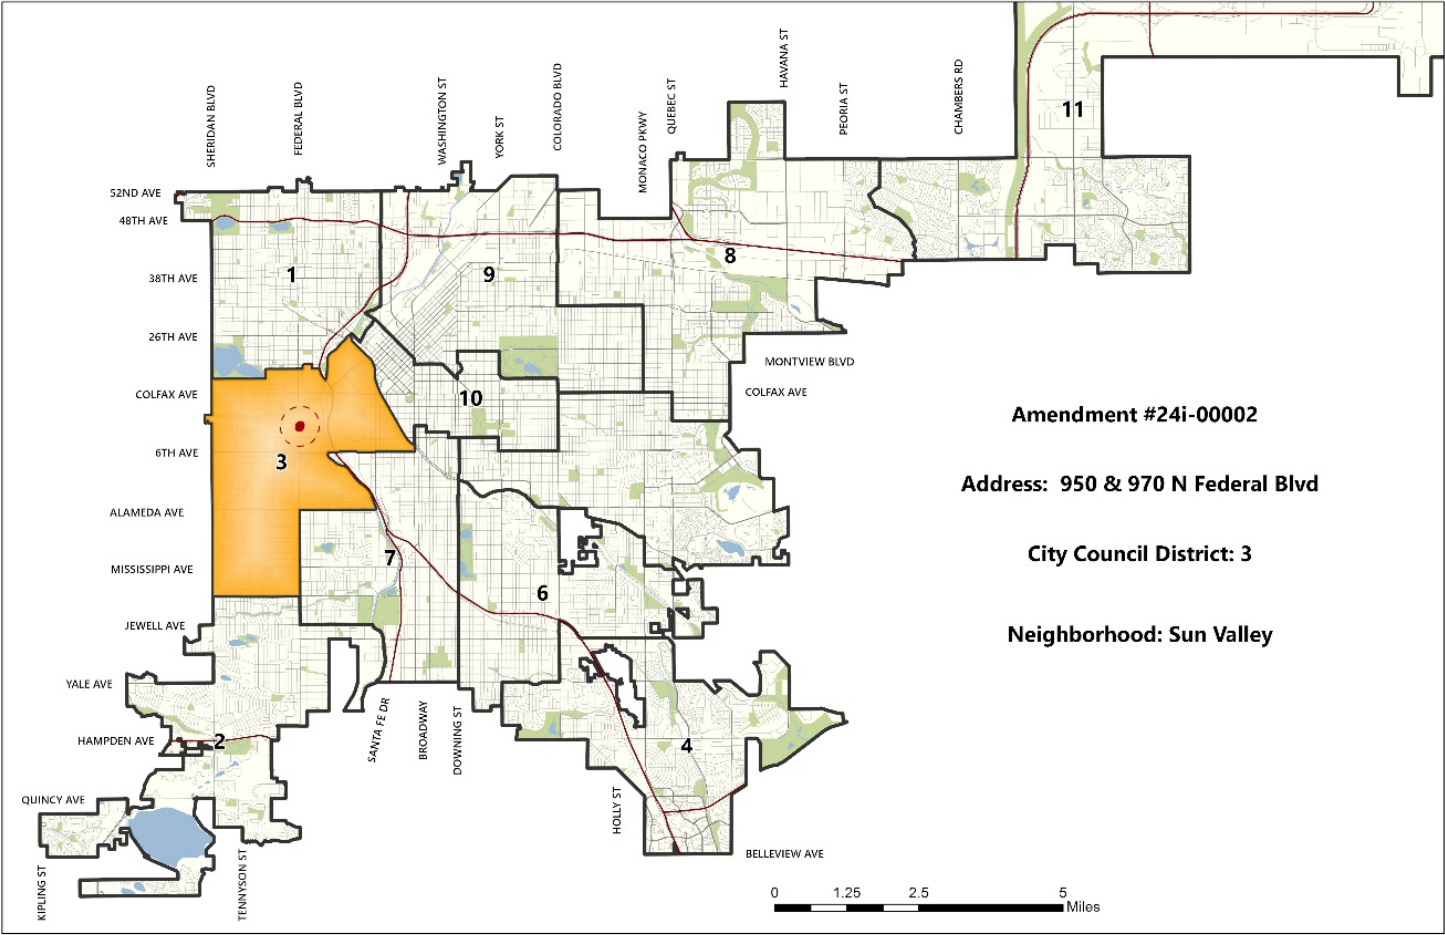 HAVANA ST
CHAMBERS RD
COLORADO BLVD
WASHINGTON ST
QUEBEC ST
PEORIA ST
SHERIDAN BLVD
FEDERAL BLVD
YORK ST
MONACO PKWY
11
52ND AVE
48TH AVE
8
1
9
38TH AVE
26TH AVE
MONTVIEW BLVD
COLFAX AVE
COLFAX AVE
10
Amendment #24i-00002
6TH AVE
3
Address:  950 & 970 N Federal Blvd
ALAMEDA AVE
City Council District: 3
7
MISSISSIPPI AVE
6
JEWELL AVE
Neighborhood: Sun Valley
YALE AVE
SANTA FE DR
BROADWAY
DOWNING ST
HAMPDEN AVE
2
4
QUINCY AVE
HOLLY ST
BELLEVIEW AVE
KIPLING ST
TENNYSON ST
0 1.25 2.5 5
Miles